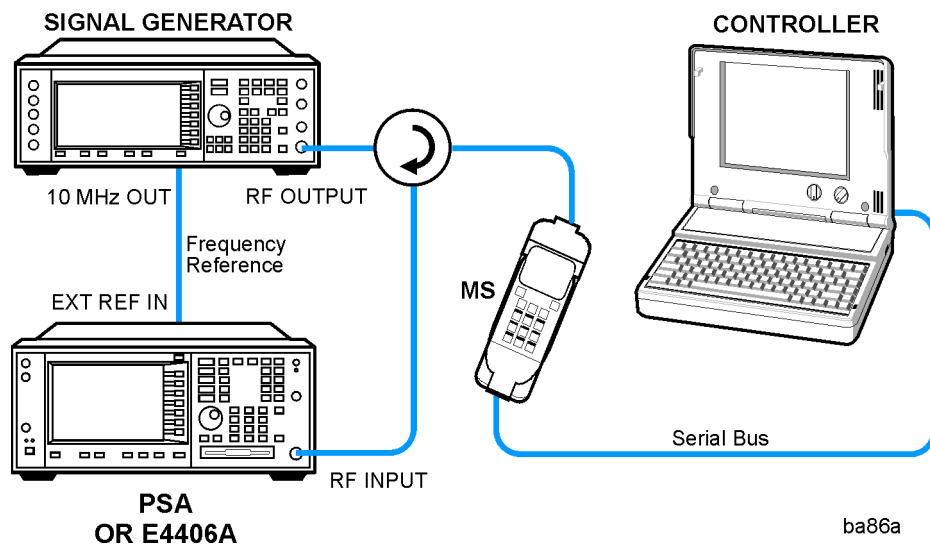 SIGNAL GENERATOR
CONTROLLER
10 MHz OUT
RF OUTPUT
Frequency
Reference
MS
EXT REF IN
Serial Bus
RF INPUT
PSA
OR E4406A
ba86a